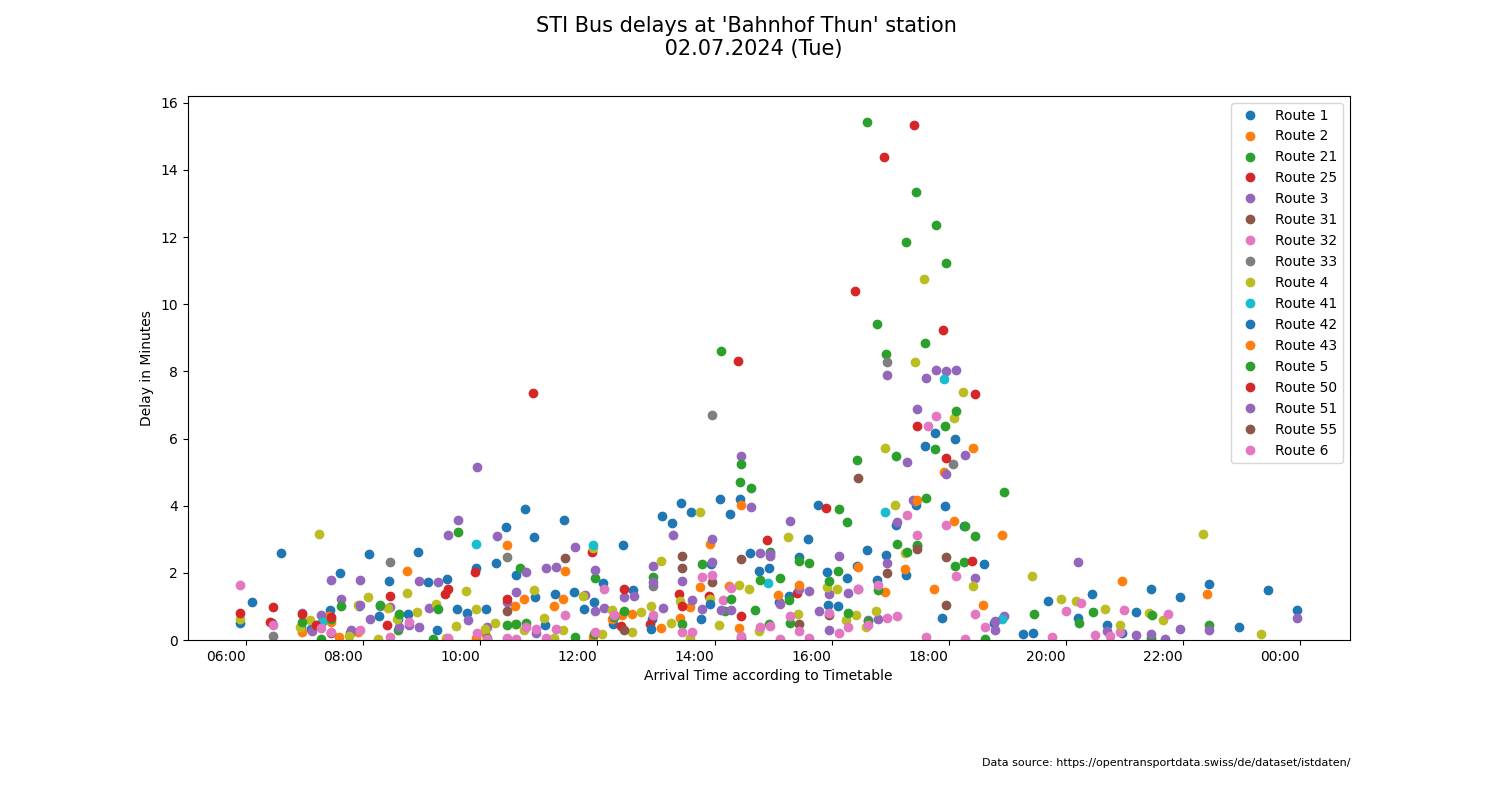 STI Bus delays at 'Bahnhof Thun' station
02.07.2024 (Tue)
16
14
12
10
8
6
4
2
0
Delay in Minutes
Route 1
Route 2
Route 21
Route 25
Route 3
Route 31
Route 32
Route 33
Route 4
Route 41
Route 42
Route 43
Route 5
Route 50
Route 51
Route 55
Route 6
06:00 08:00 10:00 12:00 14:00 16:00 18:00 20:00 22:00 00:00
Arrival Time according to Timetable
Data source: https://opentransportdata.swiss/de/dataset/istdaten/